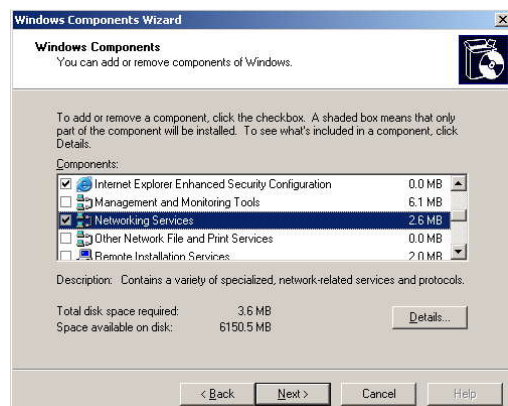 Windows Components Wizard
Windows Components
You can add or remove components of Windows.
To add or remove a component, click the checkbox. A shaded box means that only
part of the component will be installed. To see what's included in a component, click
Details.
Components:
Internet Explorer Enhanced Security Configuration 0.0 MB
Management and Monitoring Tools 6.1 MB
Networking Services 2.6 MB
Other Network File and Print Services 0.0 MB
Remote Installation Services 2.0 MB
Description: Contains a variety of specialized, network-related services and protocols.
Total disk space required: 3.6 MB
Space available on disk: 6150.5 MB
Details...
< Back Next > Cancel Help